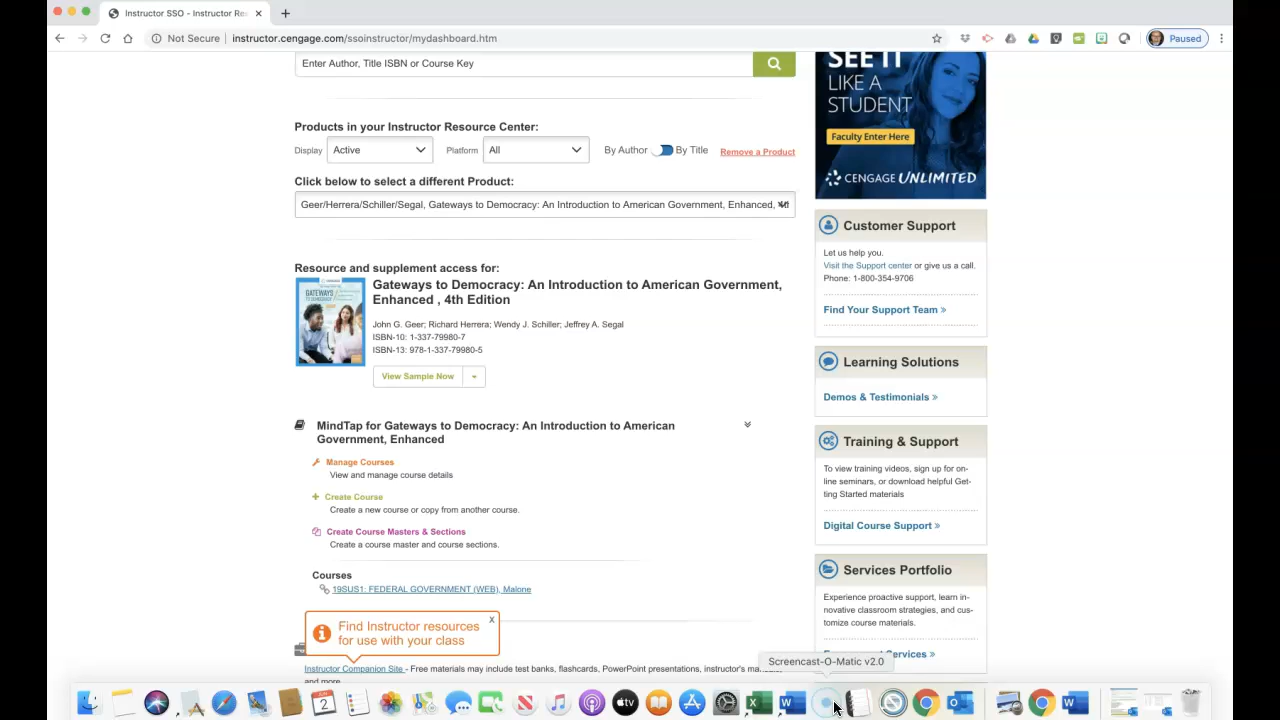 Instructor SSO - Instructor Re
Not Secure
instructor.cengage.com/ssoinstructor/mydashboard.htm
Paused
Enter Author, Title ISBN or Course Key
Products in your Instructor Resource Center:
Display
Active
Platform
All
By Author
By Title
Remove a Product
Click below to select a different Product:
Geer/Herrera/Schiller/Segal, Gateways to Democracy: An Introduction to American Government, Enhanced,
Resource and supplement access for:
Gateways to Democracy: An Introduction to American Government,
Enhanced , 4th Edition
John G. Geer; Richard Herrera; Wendy J. Schiller; Jeffrey A. Segal
ISBN-10: 1-337-79980-7
ISBN-13: 978-1-337-79980-5
View Sample Now
MindTap for Gateways to Democracy: An Introduction to American
Government, Enhanced
Manage Courses
View and manage course details
Create Course
Create a new course or copy from another course.
Create Course Masters & Sections
Create a course master and course sections.
Courses
19SUS1: FEDERAL GOVERNMENT (WEB), Malone
Find Instructor resources
for use with your class
x
Instructor Companion Site - Free materials may include test banks, flashcards, PowerPoint presentations, instructor's
and more
SEE IT
LIKE A
STUDENT
Faculty Enter Here
CENGAGE UNLIMITED
Customer Support
Let us help you.
Visit the Support center or give us a call.
Phone: 1-800-354-9706
Find Your Support Team »
Learning Solutions
Demos & Testimonials »
Training & Support
To view training videos, sign up for on-
line seminars, or download helpful Get-
ting Started materials
Digital Course Support »
Services Portfolio
Experience proactive support, learn in-
novative classroom strategies, and cus-
tomize course materials.
Services »
Screencast-O-Matic v2.0
2
tv